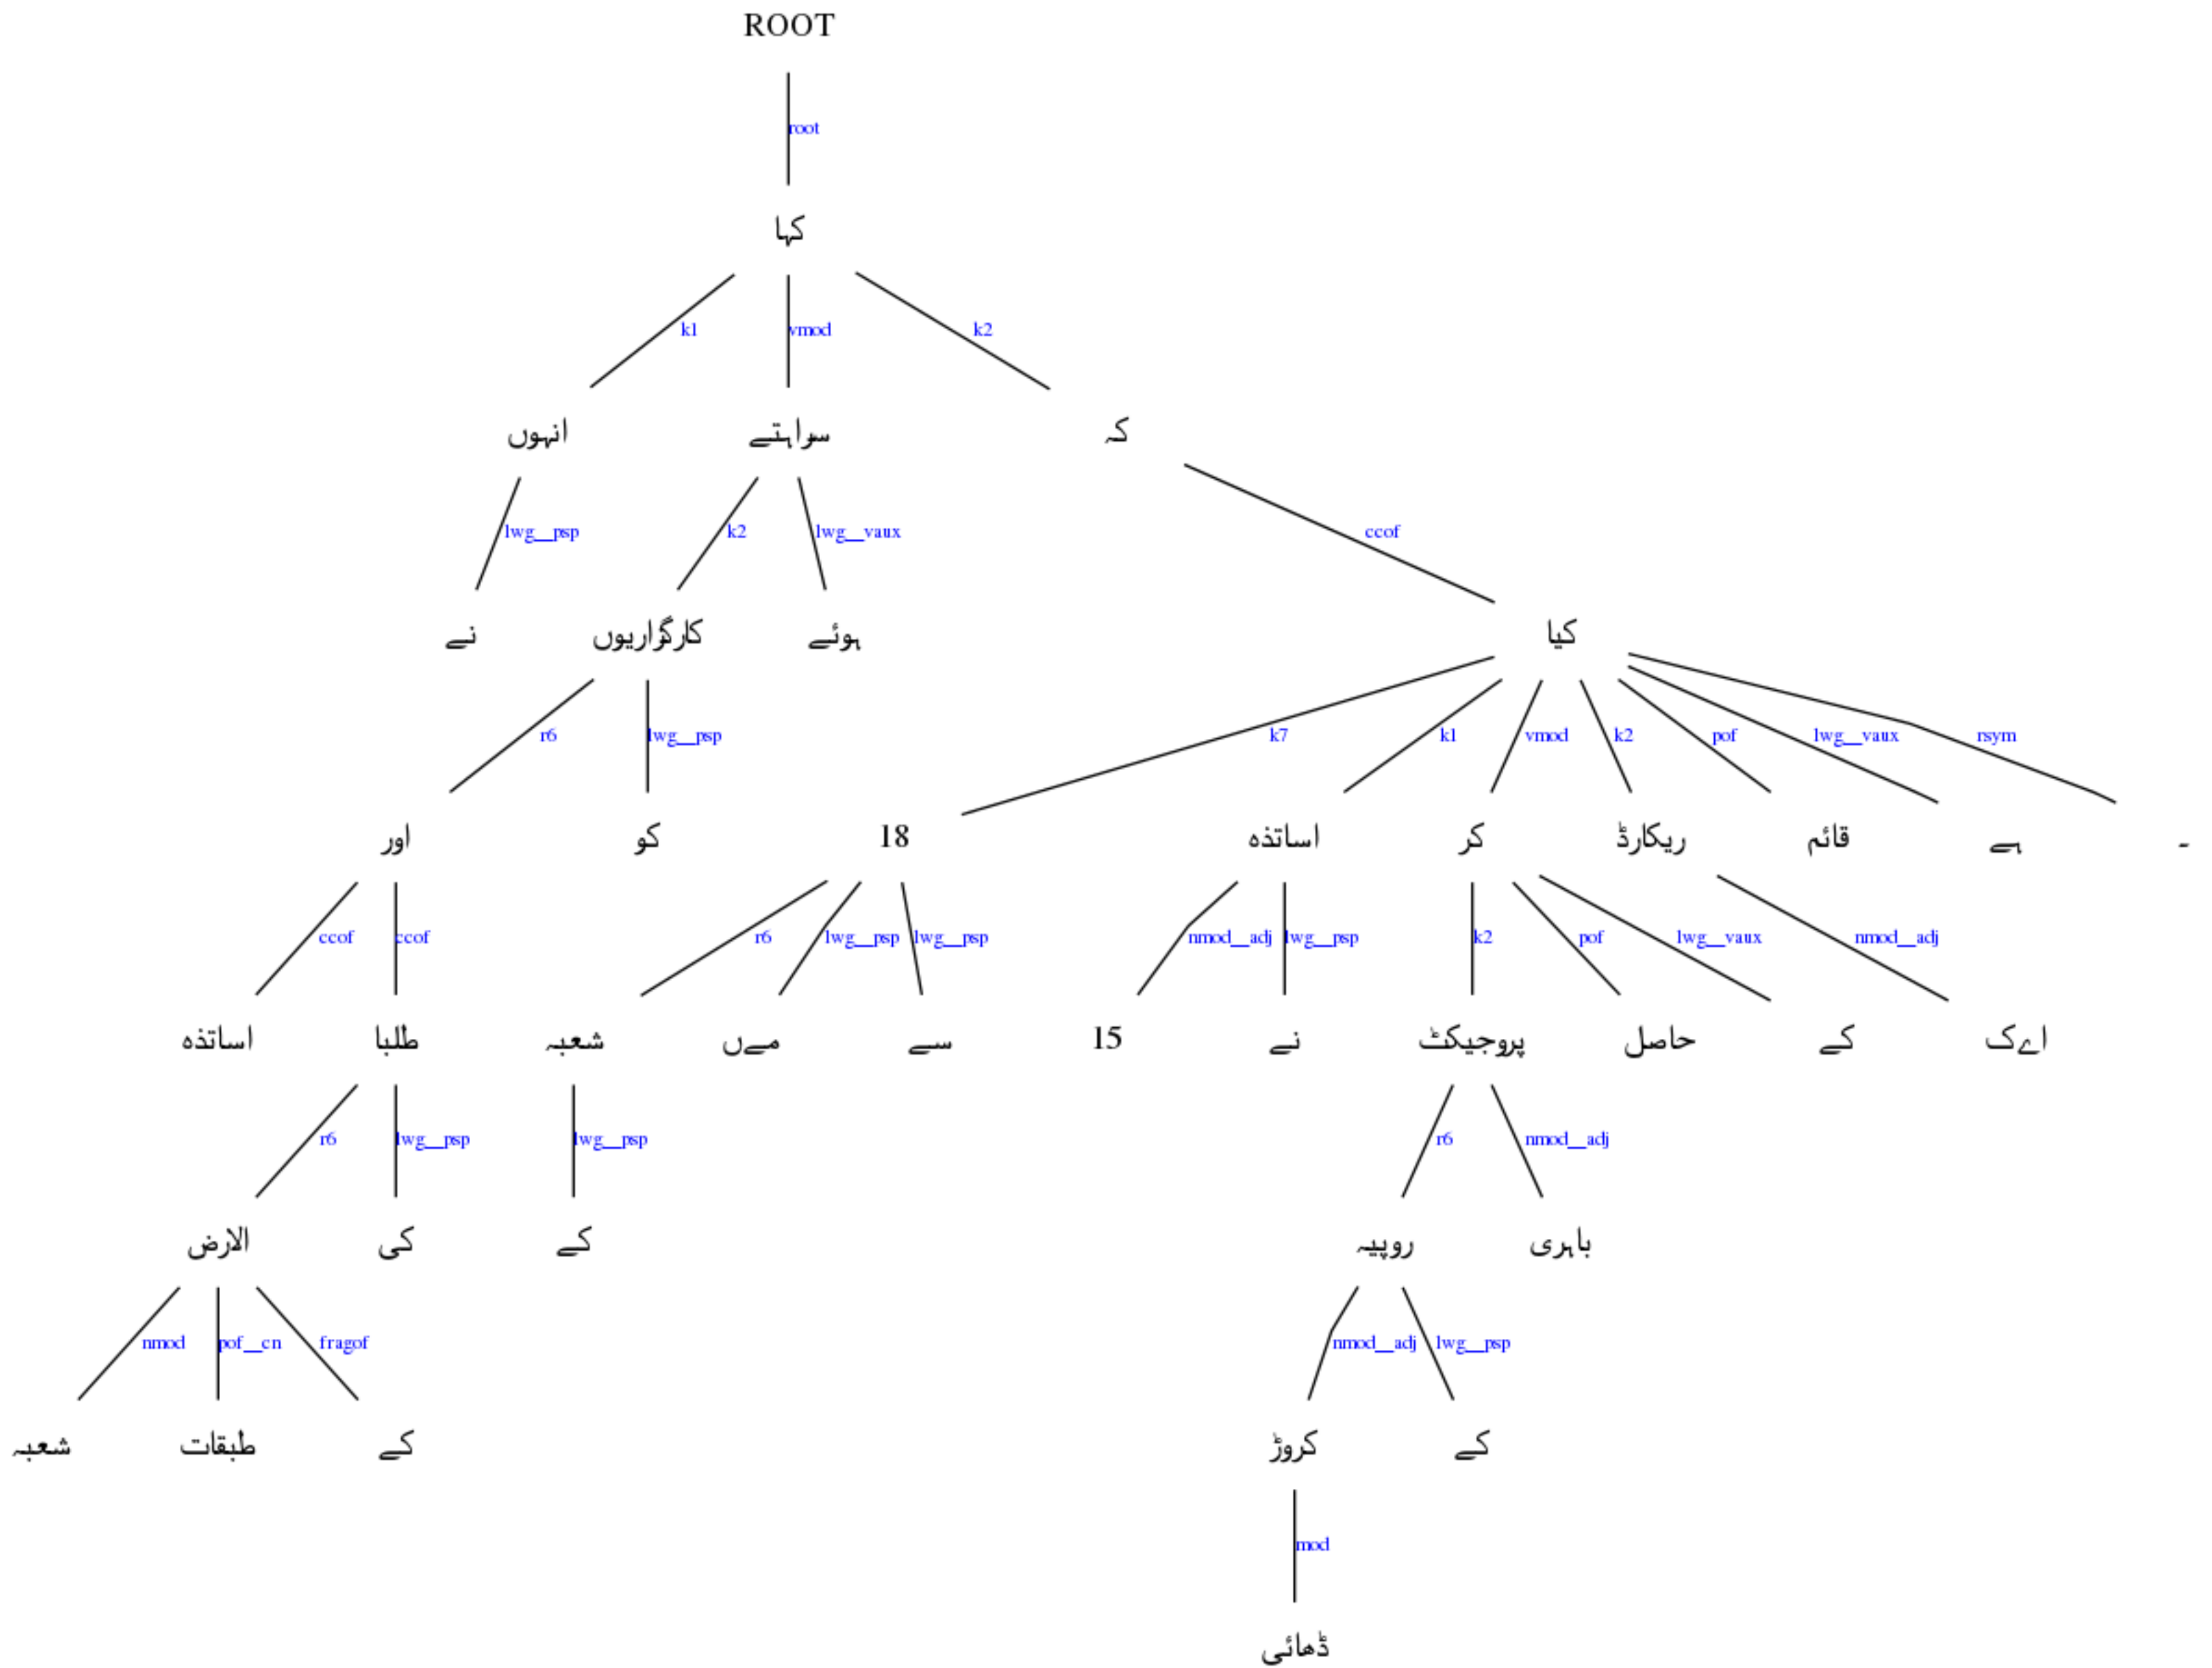 ROOT
root
کہا
k1 vmod k2
انہوں سراہتے کہ
lwg__psp k2 lwg__vaux ccof
نے کارگزاریوں ہوئے کیا
r6 lwg__psp k7 k1 vmod k2 pof lwg__vaux rsym
اور کو 18 اساتذہ کر ریکارڈ قائم ہے ۔
ccof ccof r6 lwg__psp lwg__psp nmod__adj lwg__psp k2 pof lwg__vaux nmod__adj
اساتذہ طلبا شعبہ مےں سے 15 نے پروجیکٹ حاصل کے اےک
r6 lwg__psp lwg__psp r6 nmod__adj
الارض کی کے روپیہ باہری
nmod pof__cn fragof nmod__adj lwg__psp
شعبہ طبقات کے کروڑ کے
mod
ڈھائی